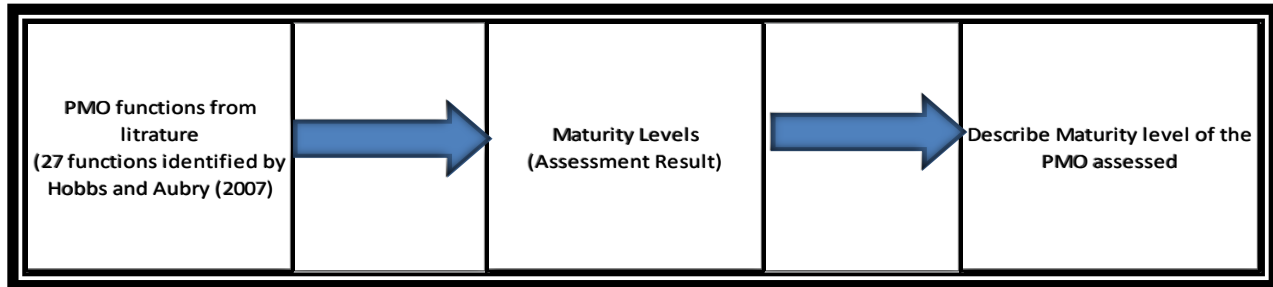 PMO functions from
litrature
(27 functions identified by
Hobbs and Aubry (2007)
Maturity Levels
(Assessment Result)
Describe Maturity level of the
PMO assessed